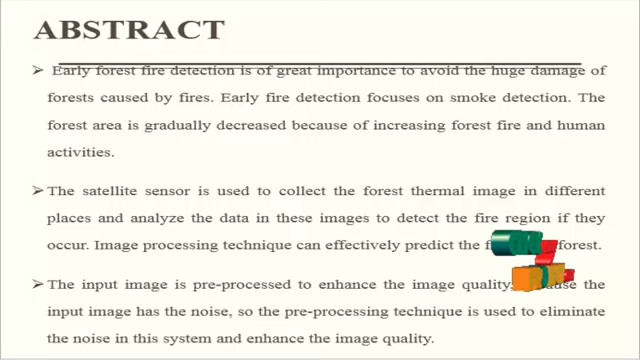 ABSTRACT
➢ Early forest fire detection is of great importance to avoid the huge damage of
forests caused by fires. Early fire detection focuses on smoke detection. The
forest area is gradually decreased because of increasing forest fire and human
activities.
➢ The satellite sensor is used to collect the forest thermal image in different
places and analyze the data in these images to detect the fire region if they
occur. Image processing technique can effectively predict the forest.
➢ The input image is pre-processed to enhance the image quality, the
input image has the noise, so the pre-processing technique is used to eliminate
the noise in this system and enhance the image quality.